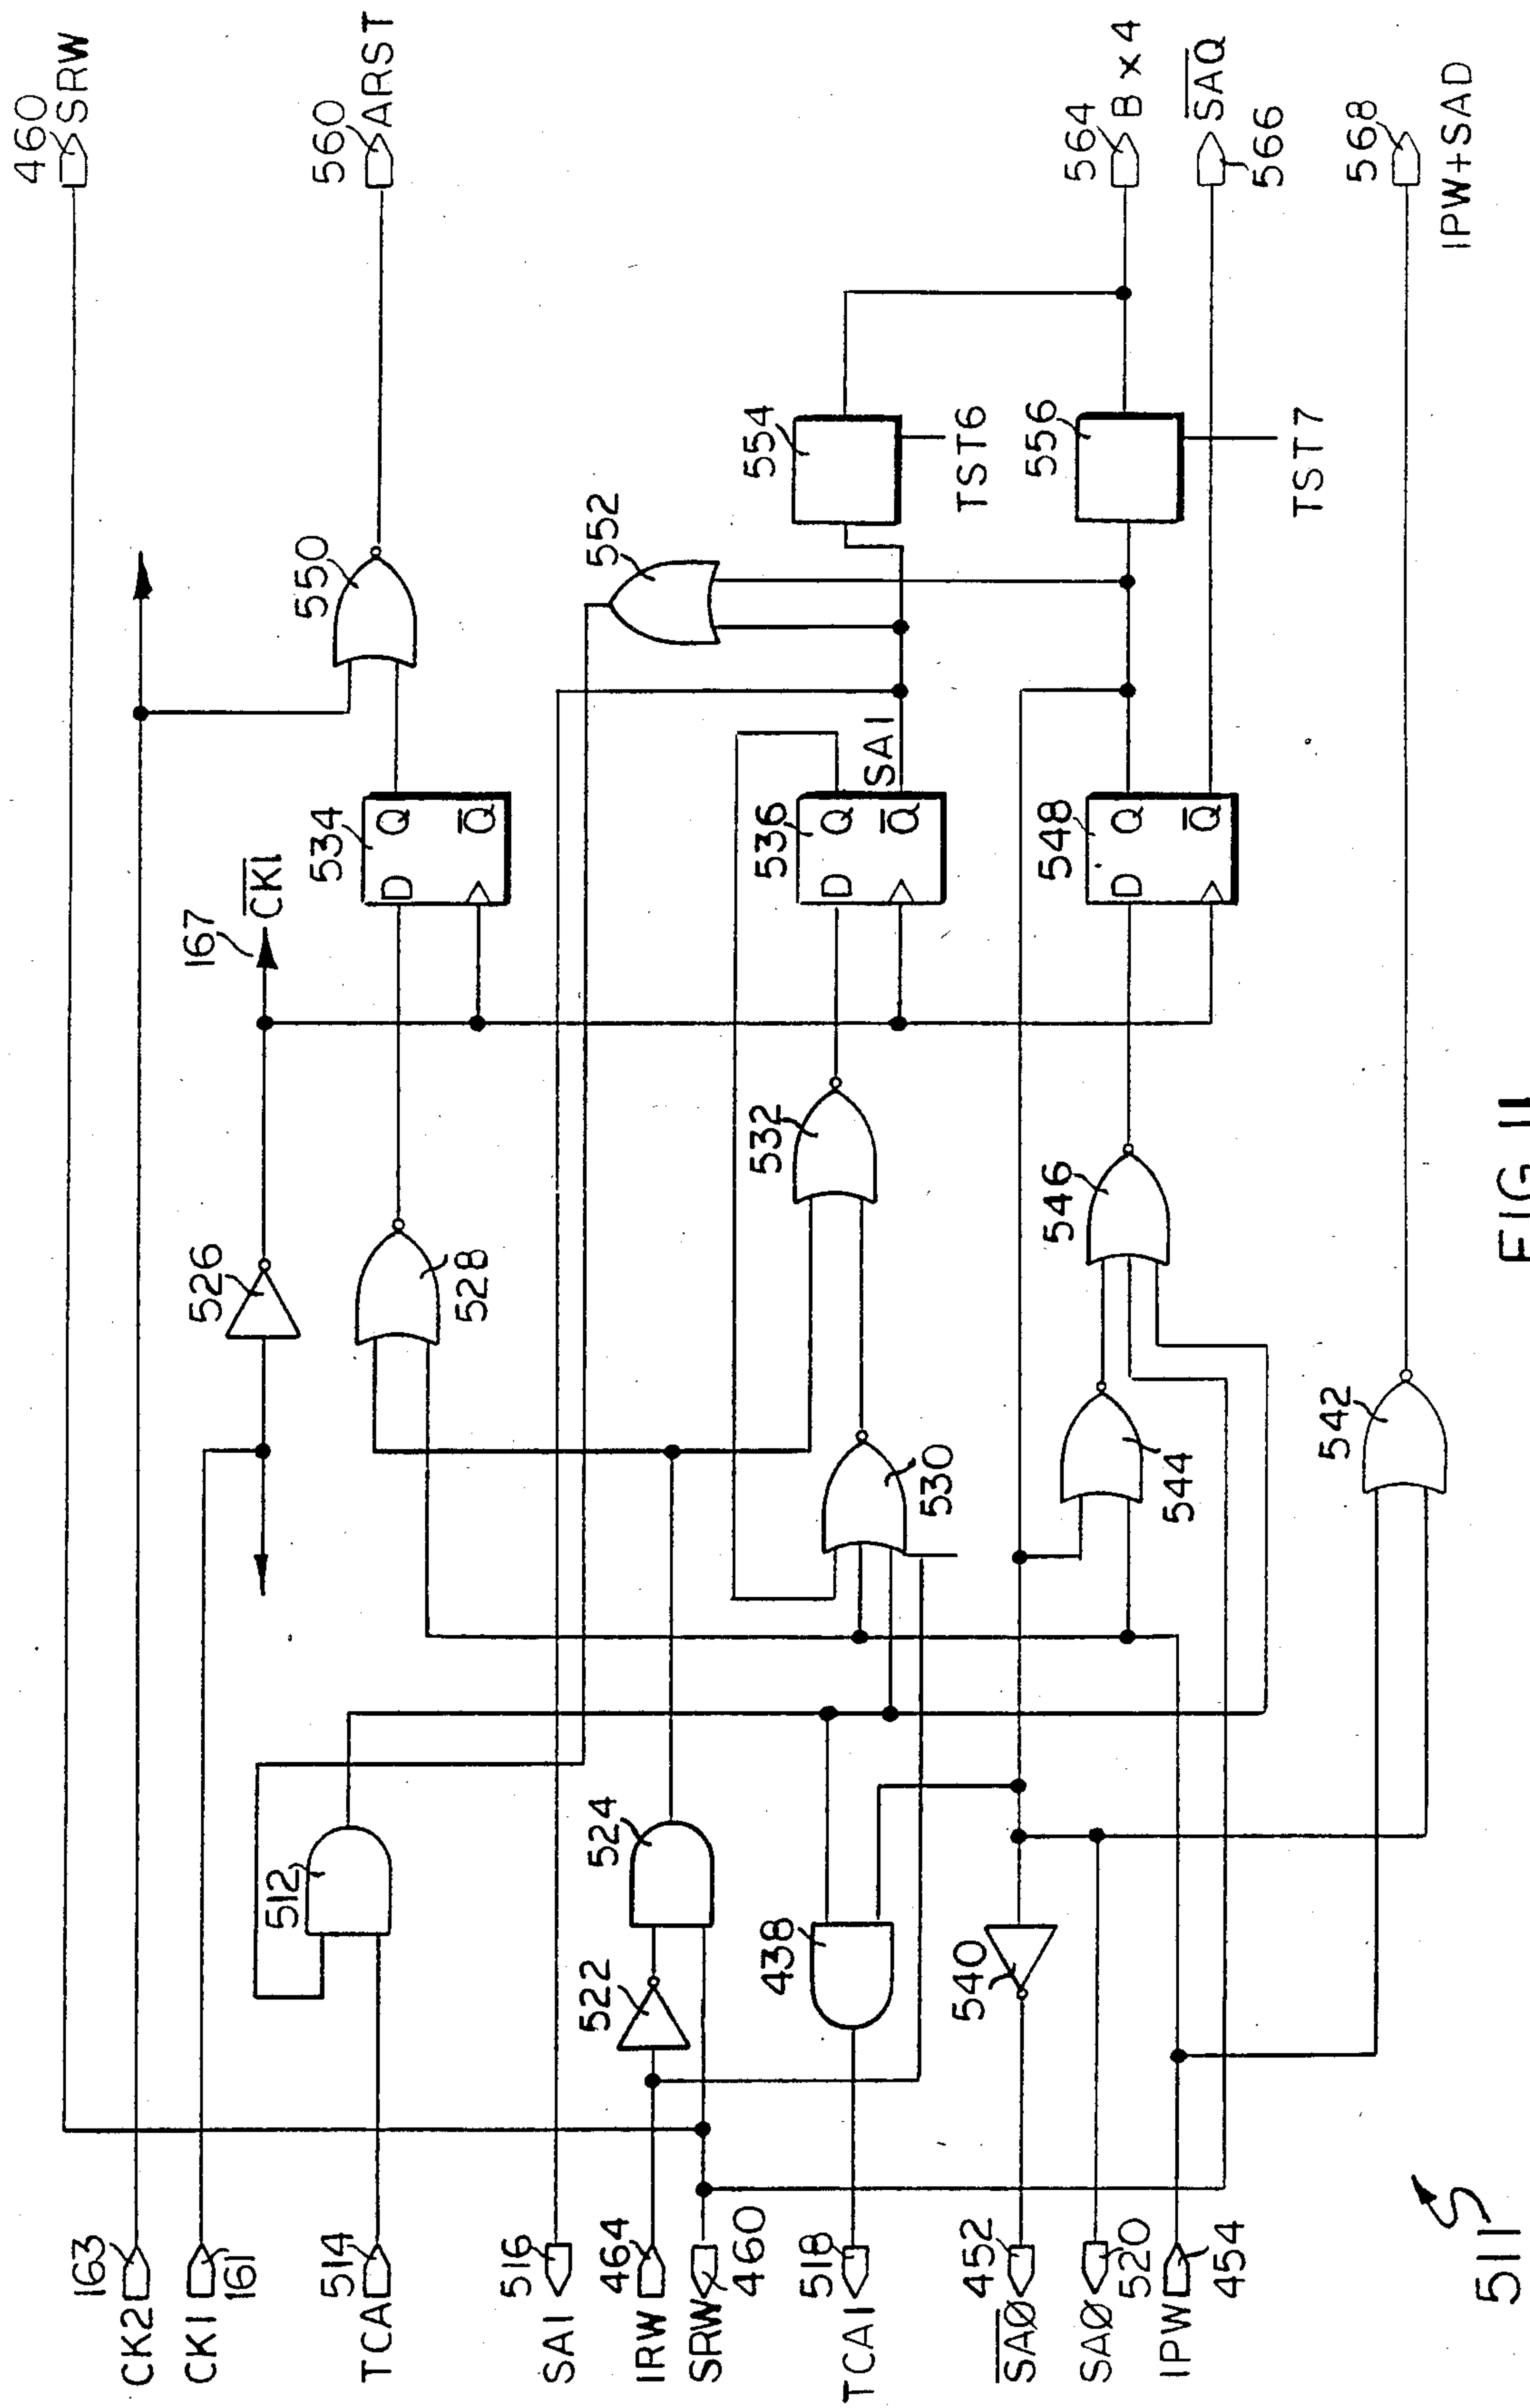 163
CK2
CK1
161
514
TCA
516
SA1
IRW
464
SRW
460
518
TCA1
452
SAØ
SAØ
520
IPW
454
512
522
524
438
540
526
528
530
532
544
546
542
167
CK1
534
D Q
Q
536
D Q
Q
SA1
548
D Q
Q
550
552
554
TST6
556
TST7
460
SRW
560
ARST
564
B × 4
SAQ
566
568
IPW+SAD
511
FIG 11